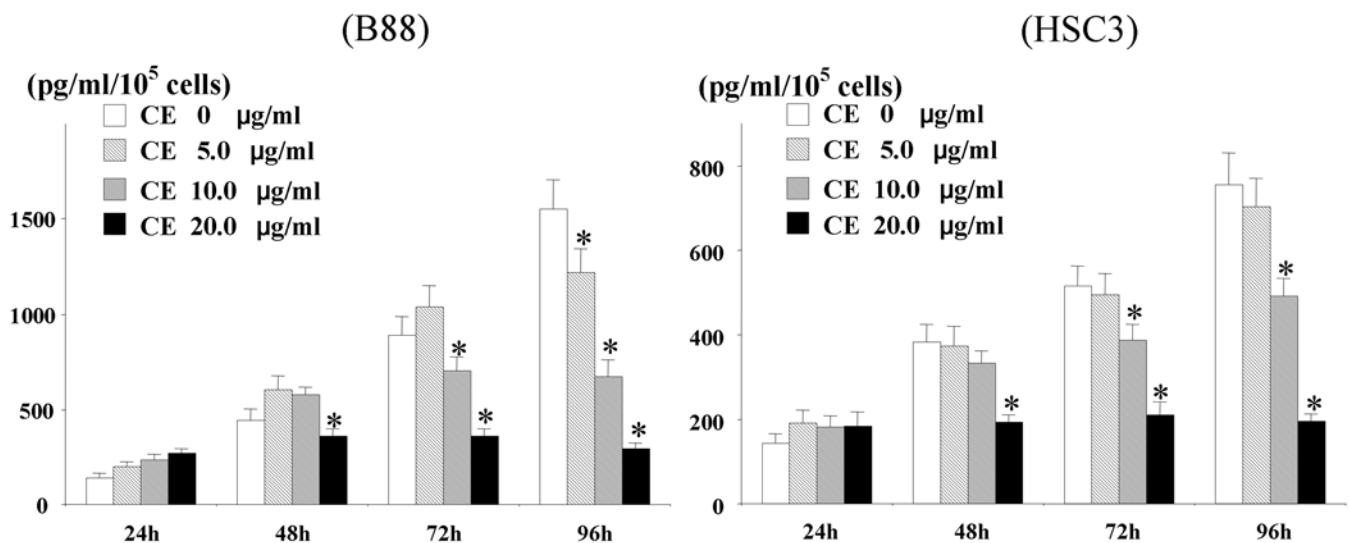 (B88)
(pg/ml/10⁵ cells)
CE 0 µg/ml
CE 5.0 µg/ml
CE 10.0 µg/ml
CE 20.0 µg/ml
1500
1000
500
0
* * * * * *
24h 48h 72h 96h
(HSC3)
(pg/ml/10⁵ cells)
CE 0 µg/ml
CE 5.0 µg/ml
CE 10.0 µg/ml
CE 20.0 µg/ml
800
600
400
200
0
* * * * *
24h 48h 72h 96h